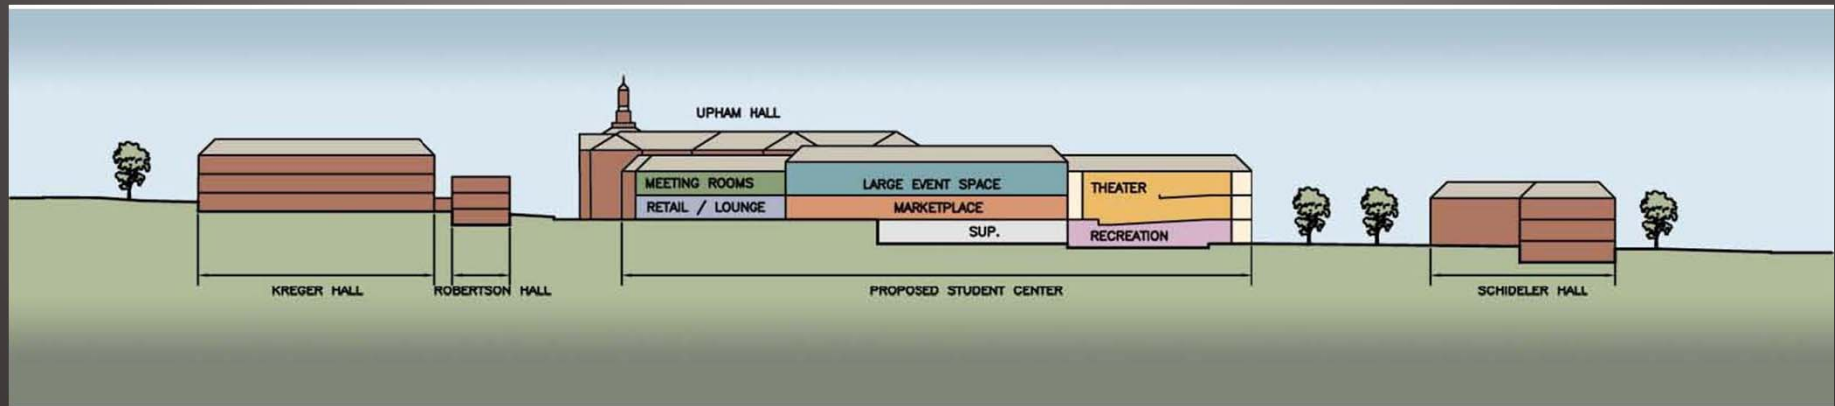 UPHAM HALL
MEETING ROOMS
LARGE EVENT SPACE
THEATER
RETAIL / LOUNGE
MARKETPLACE
SUP.
RECREATION
KREGER HALL
ROBERTSON HALL
PROPOSED STUDENT CENTER
SCHIDELER HALL